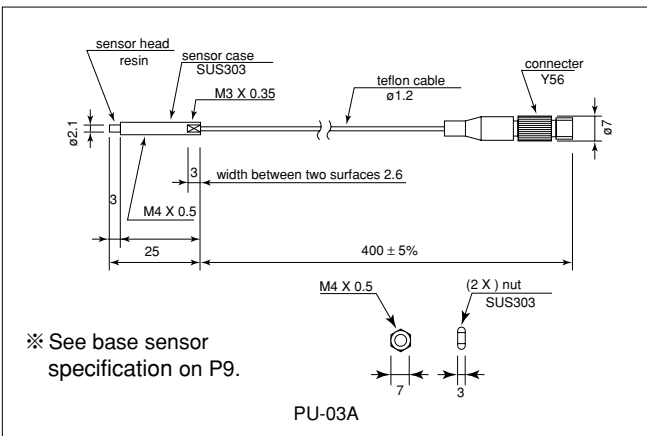 sensor head
resin
sensor case
SUS303
M3 X 0.35
teflon cable
ø1.2
connecter
Y56
ø2.1
ø7
3
width between two surfaces 2.6
3
M4 X 0.5
25
400 ± 5%
M4 X 0.5
(2 X ) nut
SUS303
※ See base sensor
specification on P9.
7
3
PU-03A